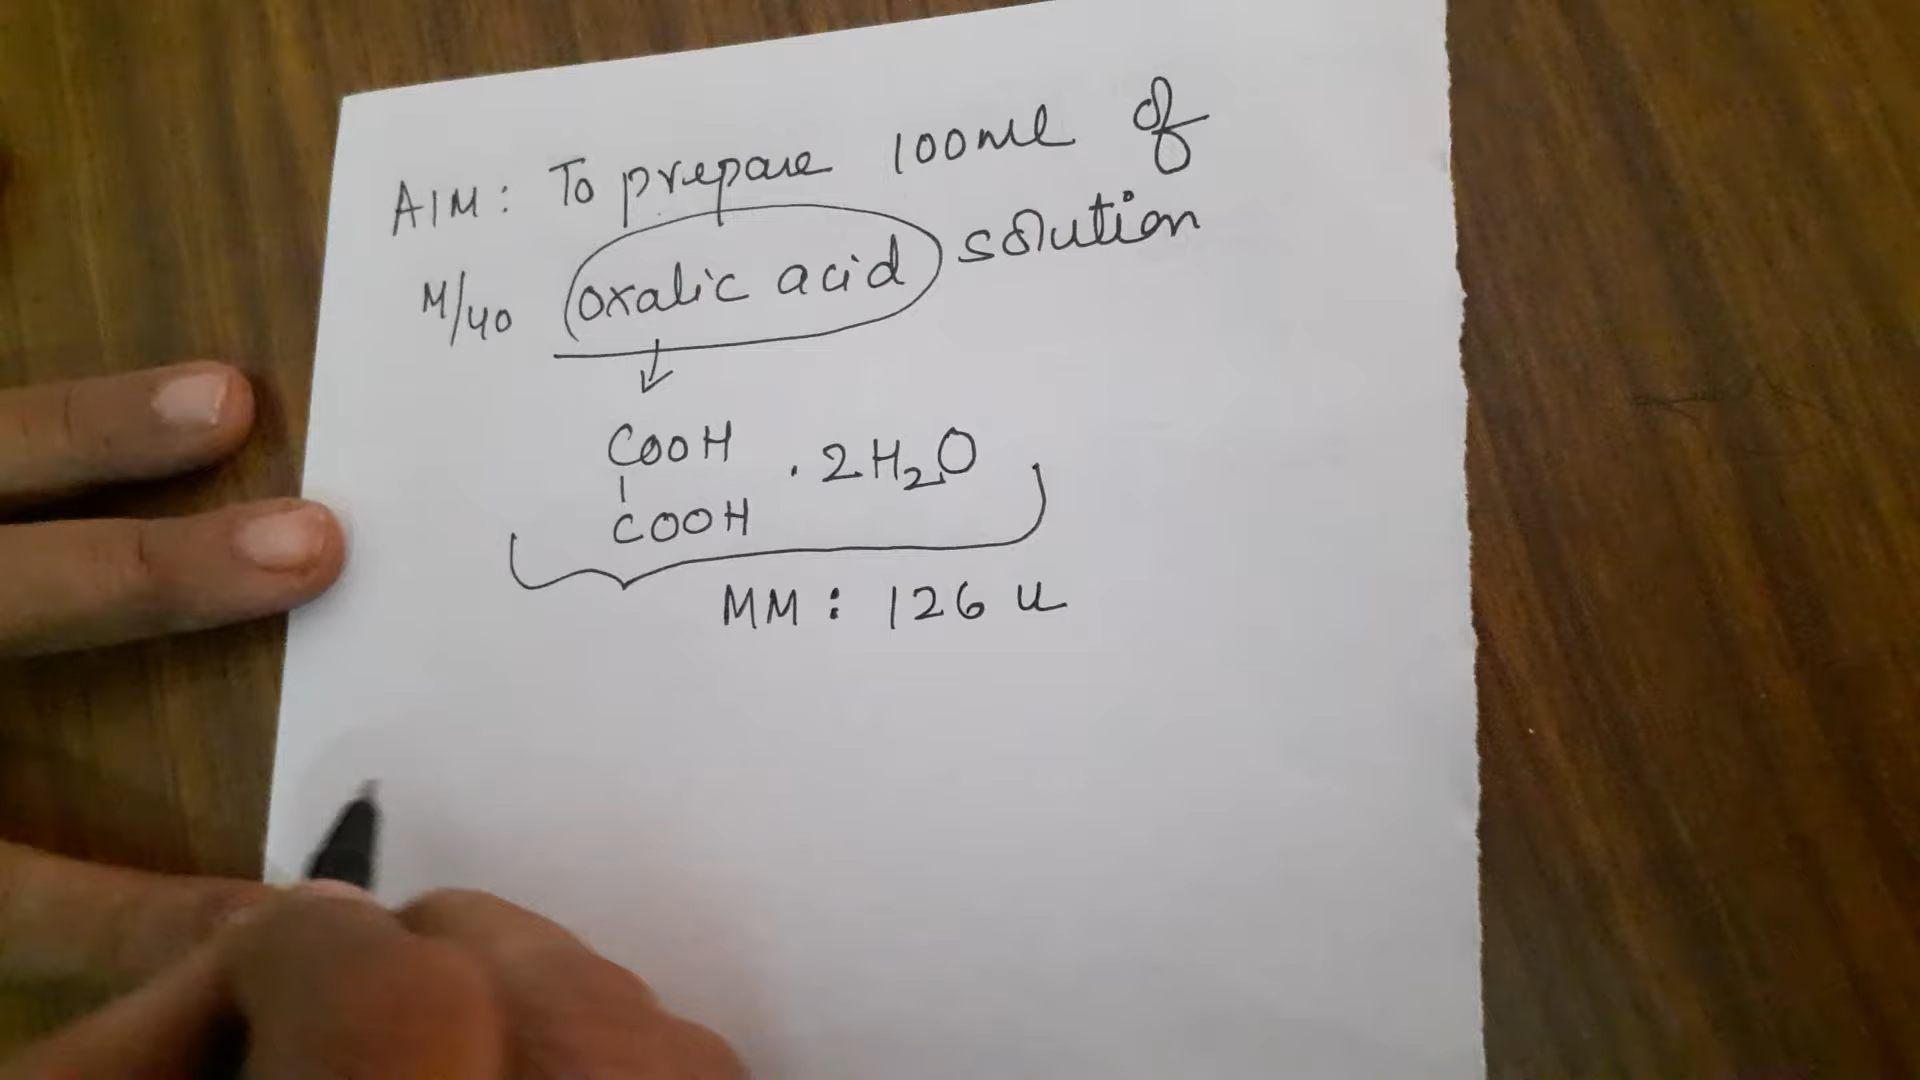 AIM: To prepare 100ml of
M/40 oxalic acid solution
COOH
. 2H₂O
COOH
MM: 126 u